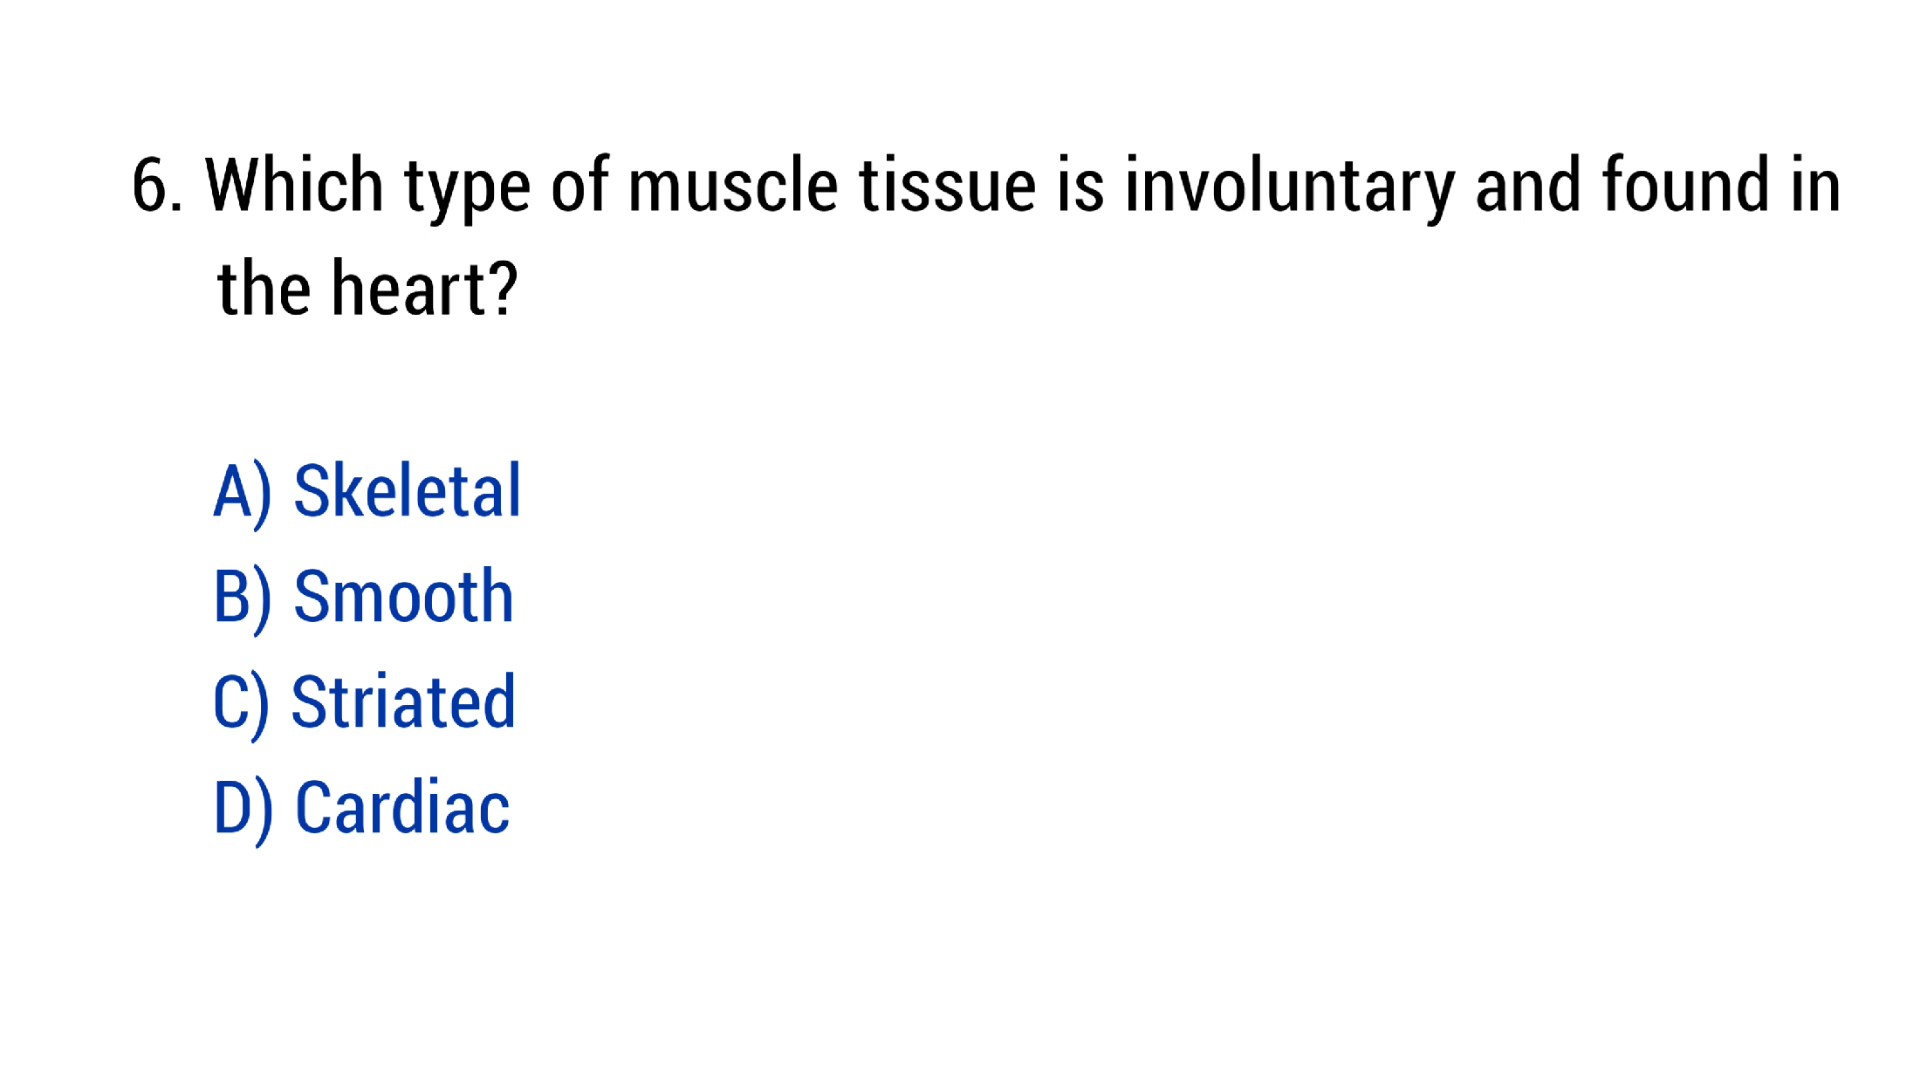 6. Which type of muscle tissue is involuntary and found in
the heart?
A) Skeletal
B) Smooth
C) Striated
D) Cardiac